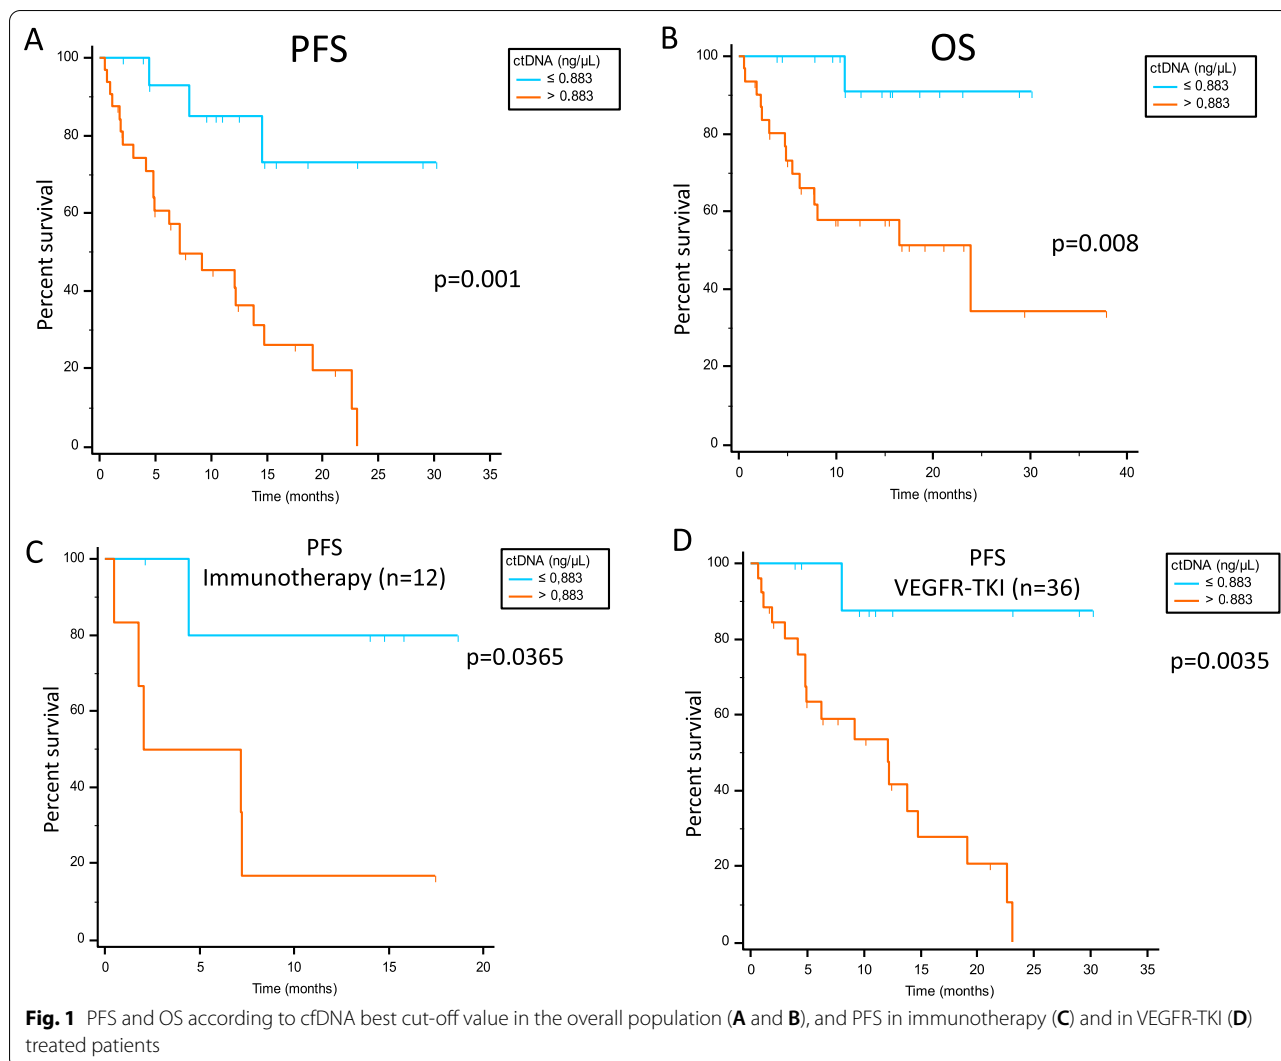 A
PFS
ctDNA (ng/µL)
≤ 0.883
> 0.883
100
80
60
40
20
0
Percent survival
p=0.001
0 5 10 15 20 25 30 35
Time (months)
B
OS
ctDNA (ng/µL)
≤ 0,883
> 0,883
100
80
60
40
20
0
Percent survival
p=0.008
0 10 20 30 40
Time (months)
C
PFS
Immunotherapy (n=12)
ctDNA (ng/µL)
≤ 0,883
> 0,883
100
80
60
40
20
0
Percent survival
p=0.0365
0 5 10 15 20
Time (months)
D
PFS
VEGFR-TKI (n=36)
ctDNA (ng/µL)
≤ 0.883
> 0.883
100
80
60
40
20
0
Percent survival
p=0.0035
0 5 10 15 20 25 30 35
Time (months)
Fig. 1 PFS and OS according to cfDNA best cut-off value in the overall population (A and B), and PFS in immunotherapy (C) and in VEGFR-TKI (D)
treated patients